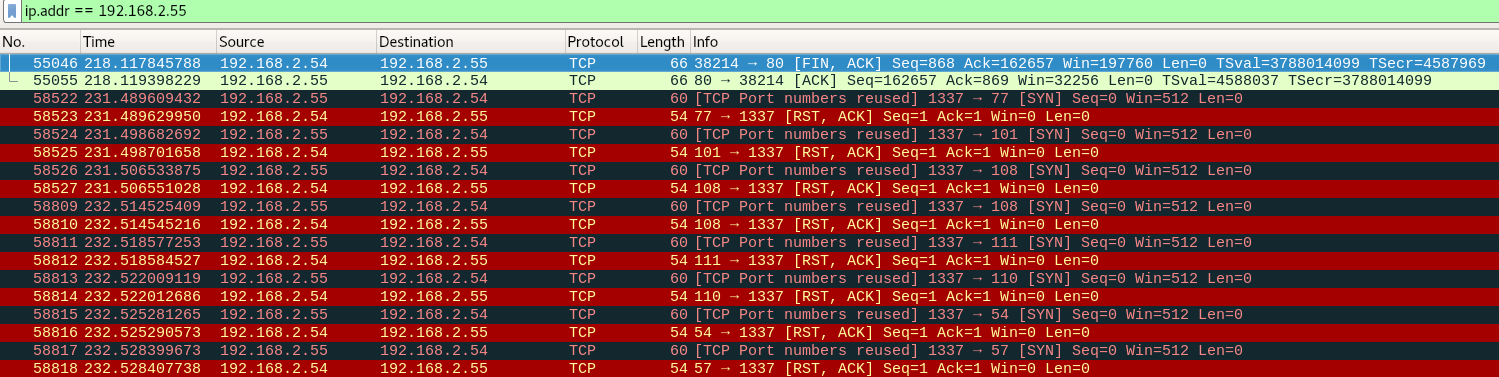 ip.addr == 192.168.2.55
No. Time Source Destination Protocol Length Info
55046 218.117845788 192.168.2.54 192.168.2.55 TCP 66 38214 → 80 [FIN, ACK] Seq=868 Ack=162657 Win=197760 Len=0 TSval=3788014099 TSecr=4587969
55055 218.119398229 192.168.2.55 192.168.2.54 TCP 66 80 → 38214 [ACK] Seq=162657 Ack=869 Win=32256 Len=0 TSval=4588037 TSecr=3788014099
58522 231.489609432 192.168.2.55 192.168.2.54 TCP 60 [TCP Port numbers reused] 1337 → 77 [SYN] Seq=0 Win=512 Len=0
58523 231.489629950 192.168.2.54 192.168.2.55 TCP 54 77 → 1337 [RST, ACK] Seq=1 Ack=1 Win=0 Len=0
58524 231.498682692 192.168.2.55 192.168.2.54 TCP 60 [TCP Port numbers reused] 1337 → 101 [SYN] Seq=0 Win=512 Len=0
58525 231.498701658 192.168.2.54 192.168.2.55 TCP 54 101 → 1337 [RST, ACK] Seq=1 Ack=1 Win=0 Len=0
58526 231.506533875 192.168.2.55 192.168.2.54 TCP 60 [TCP Port numbers reused] 1337 → 108 [SYN] Seq=0 Win=512 Len=0
58527 231.506551028 192.168.2.54 192.168.2.55 TCP 54 108 → 1337 [RST, ACK] Seq=1 Ack=1 Win=0 Len=0
58809 232.514525409 192.168.2.55 192.168.2.54 TCP 60 [TCP Port numbers reused] 1337 → 108 [SYN] Seq=0 Win=512 Len=0
58810 232.514545216 192.168.2.54 192.168.2.55 TCP 54 108 → 1337 [RST, ACK] Seq=1 Ack=1 Win=0 Len=0
58811 232.518577253 192.168.2.55 192.168.2.54 TCP 60 [TCP Port numbers reused] 1337 → 111 [SYN] Seq=0 Win=512 Len=0
58812 232.518584527 192.168.2.54 192.168.2.55 TCP 54 111 → 1337 [RST, ACK] Seq=1 Ack=1 Win=0 Len=0
58813 232.522009119 192.168.2.55 192.168.2.54 TCP 60 [TCP Port numbers reused] 1337 → 110 [SYN] Seq=0 Win=512 Len=0
58814 232.522012686 192.168.2.54 192.168.2.55 TCP 54 110 → 1337 [RST, ACK] Seq=1 Ack=1 Win=0 Len=0
58815 232.525281265 192.168.2.55 192.168.2.54 TCP 60 [TCP Port numbers reused] 1337 → 54 [SYN] Seq=0 Win=512 Len=0
58816 232.525290573 192.168.2.54 192.168.2.55 TCP 54 54 → 1337 [RST, ACK] Seq=1 Ack=1 Win=0 Len=0
58817 232.528399673 192.168.2.55 192.168.2.54 TCP 60 [TCP Port numbers reused] 1337 → 57 [SYN] Seq=0 Win=512 Len=0
58818 232.528407738 192.168.2.54 192.168.2.55 TCP 54 57 → 1337 [RST, ACK] Seq=1 Ack=1 Win=0 Len=0